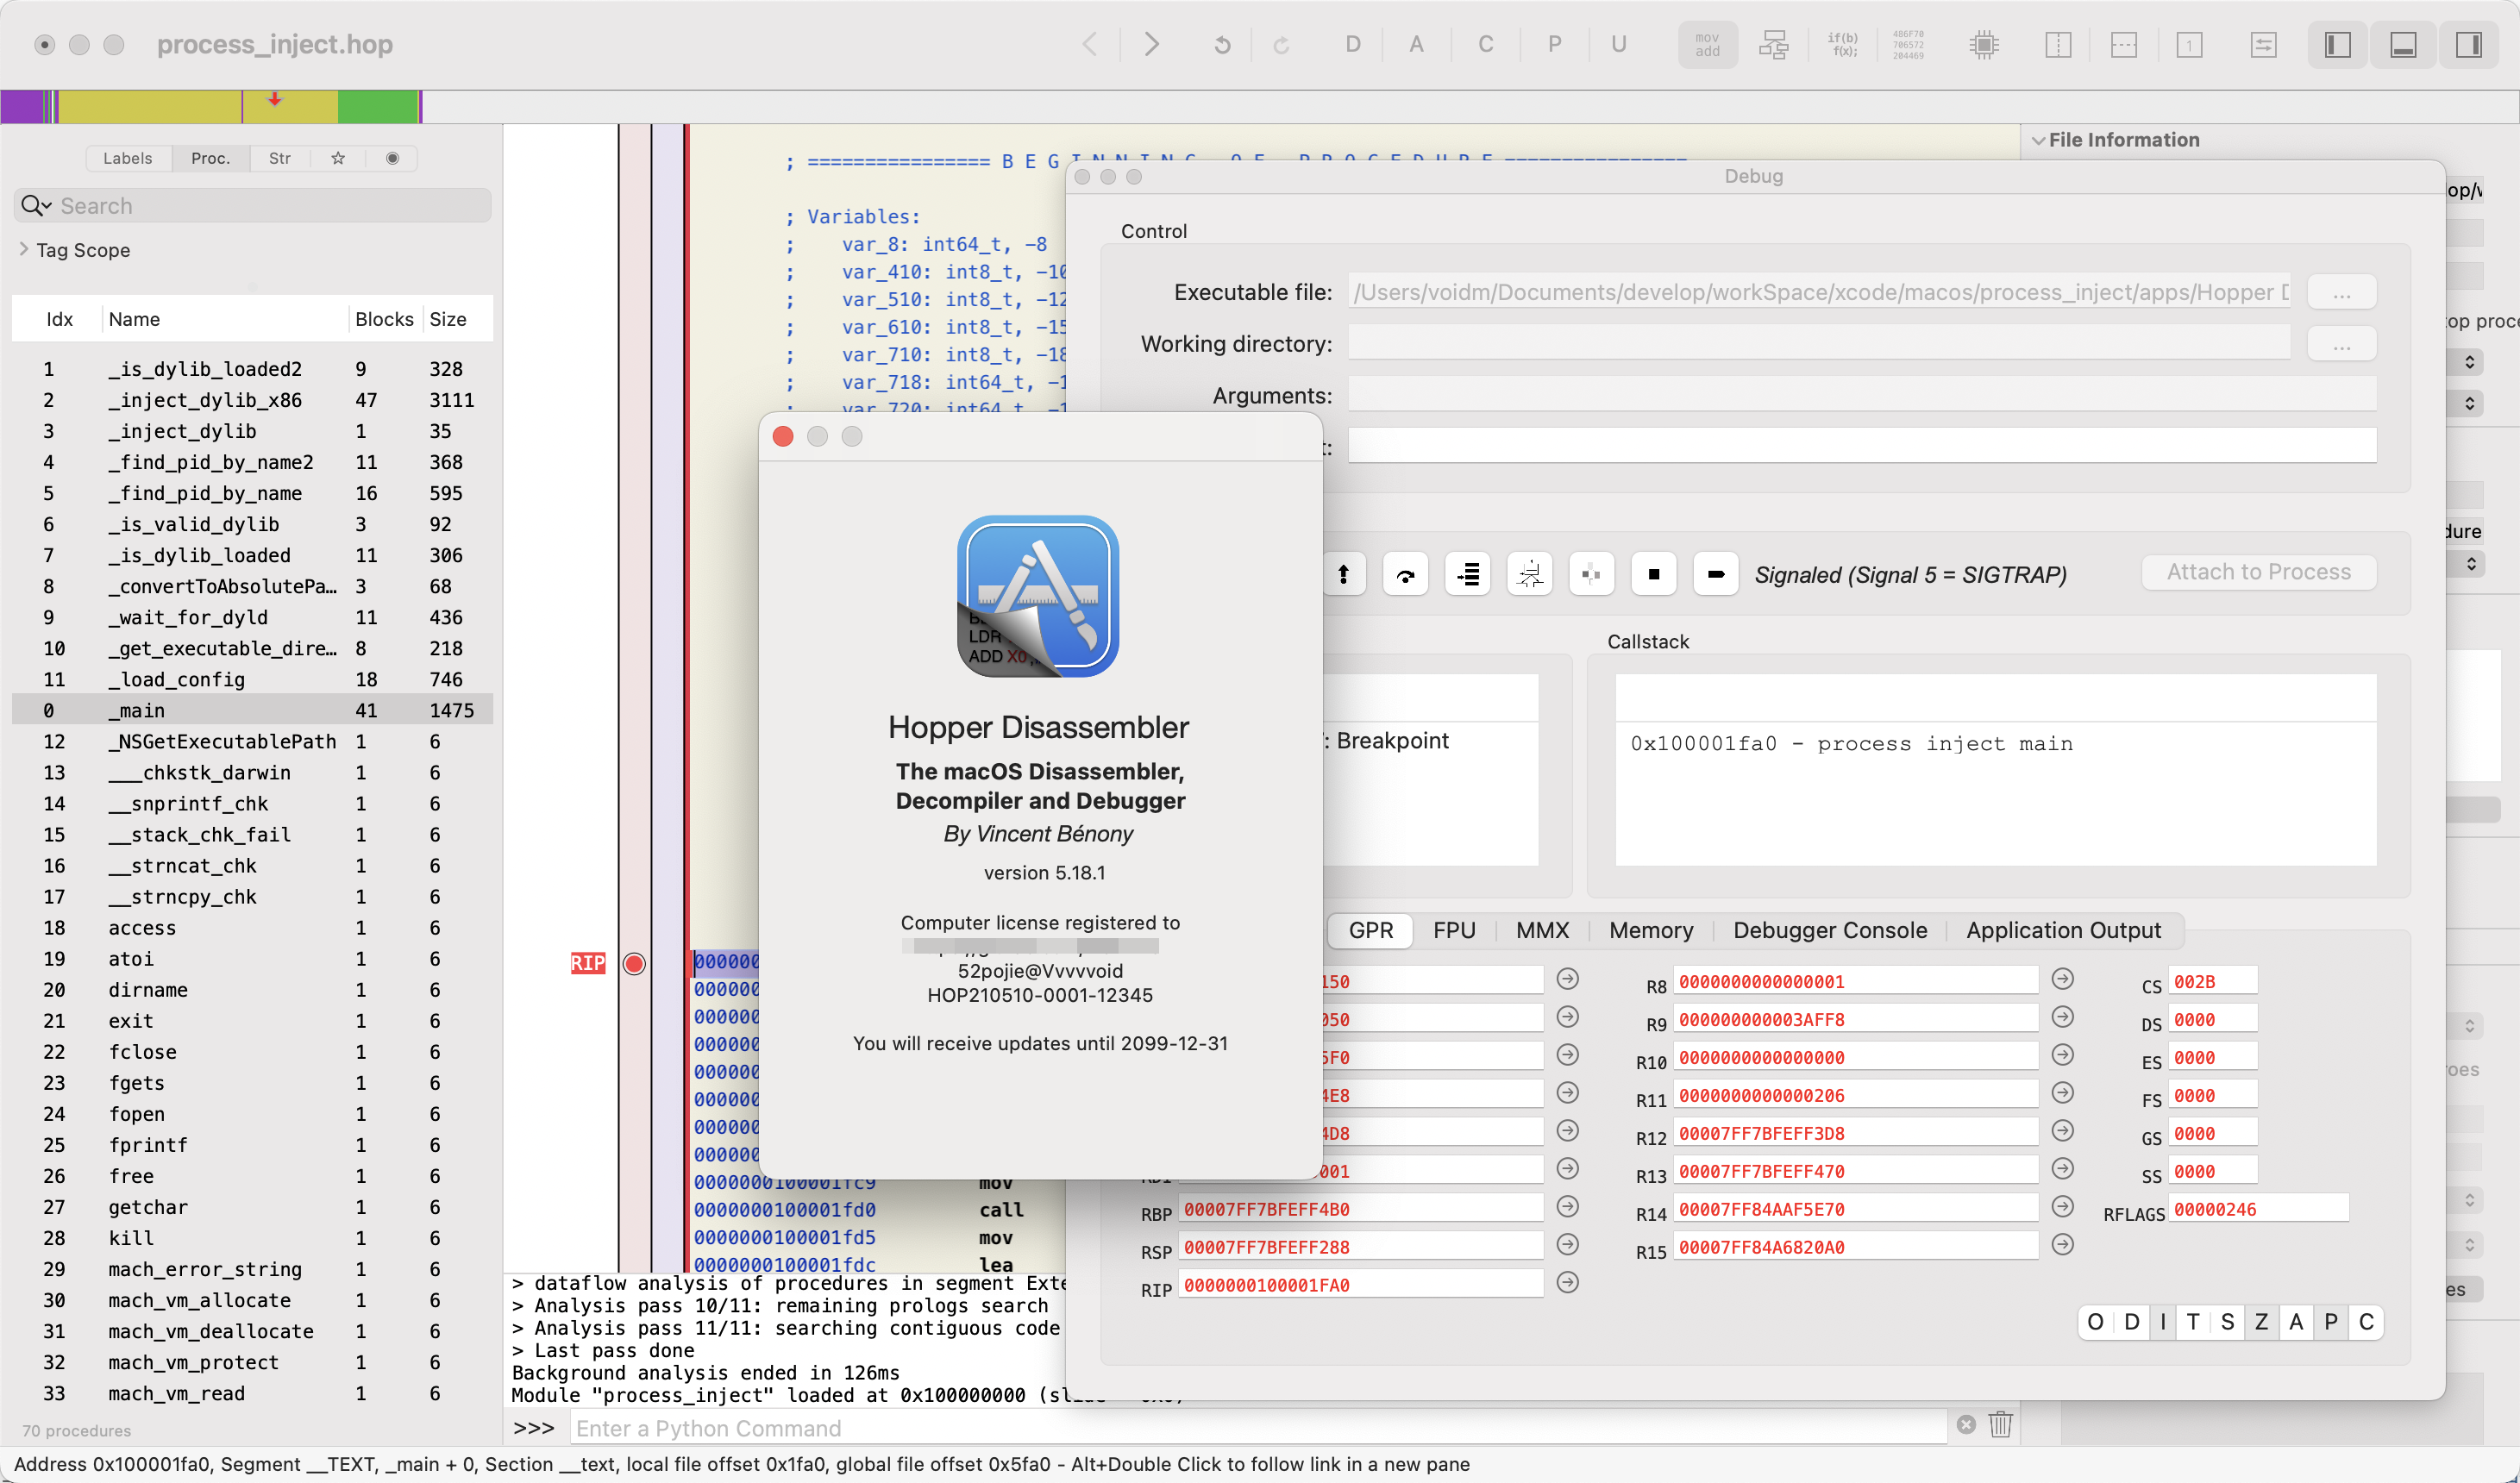 process_inject.hop
D A C P U
mov
add
if(b)
f(x);
486F70
706572
204469
1
Labels Proc. Str
Search
Tag Scope
Idx Name Blocks Size
1 _is_dylib_loaded2 9 328
2 _inject_dylib_x86 47 3111
3 _inject_dylib 1 35
4 _find_pid_by_name2 11 368
5 _find_pid_by_name 16 595
6 _is_valid_dylib 3 92
7 _is_dylib_loaded 11 306
8 _convertToAbsolutePa… 3 68
9 _wait_for_dyld 11 436
10 _get_executable_dire… 8 218
11 _load_config 18 746
0 _main 41 1475
12 _NSGetExecutablePath 1 6
13 ___chkstk_darwin 1 6
14 __snprintf_chk 1 6
15 __stack_chk_fail 1 6
16 __strncat_chk 1 6
17 __strncpy_chk 1 6
18 access 1 6
19 atoi 1 6
20 dirname 1 6
21 exit 1 6
22 fclose 1 6
23 fgets 1 6
24 fopen 1 6
25 fprintf 1 6
26 free 1 6
27 getchar 1 6
28 kill 1 6
29 mach_error_string 1 6
30 mach_vm_allocate 1 6
31 mach_vm_deallocate 1 6
32 mach_vm_protect 1 6
33 mach_vm_read 1 6
70 procedures
; ================ B E G I N N I N G   O F   P R O C E D U R E ================
; Variables:
; var_8: int64_t, -8
; var_410: int8_t, -10
; var_510: int8_t, -12
; var_610: int8_t, -15
; var_710: int8_t, -18
; var_718: int64_t, -1
; var_720: int64_t, -1
RIP
000000
000000
000000
000000
000000
000000
000000
000000
0000000100001fc9 mov
0000000100001fd0 call
0000000100001fd5 mov
0000000100001fdc lea
> dataflow analysis of procedures in segment Exte
> Analysis pass 10/11: remaining prologs search
> Analysis pass 11/11: searching contiguous code
> Last pass done
Background analysis ended in 126ms
Module "process_inject" loaded at 0x100000000
>>> Enter a Python Command
Hopper Disassembler
The macOS Disassembler,
Decompiler and Debugger
By Vincent Bénony
version 5.18.1
Computer license registered to
52pojie@Vvvvvoid
HOP210510-0001-12345
You will receive updates until 2099-12-31
B
LDR
ADD X0,
Debug
Control
Executable file: /Users/voidm/Documents/develop/workSpace/xcode/macos/process_inject/apps/Hopper D
...
Working directory:
...
Arguments:
t:
Signaled (Signal 5 = SIGTRAP)
Attach to Process
Callstack
: Breakpoint
0x100001fa0 - process inject main
GPR FPU MMX Memory Debugger Console Application Output
150 R8 0000000000000001 CS 002B
050 R9 000000000003AFF8 DS 0000
5F0 R10 0000000000000000 ES 0000
4E8 R11 0000000000000206 FS 0000
4D8 R12 00007FF7BFEFF3D8 GS 0000
001 R13 00007FF7BFEFF470 SS 0000
RBP 00007FF7BFEFF4B0 R14 00007FF84AAF5E70 RFLAGS 00000246
RSP 00007FF7BFEFF288 R15 00007FF84A6820A0
RIP 0000000100001FA0
O D I T S Z A P C
File Information
op/v
top proce
dure
roes
es
Address 0x100001fa0, Segment __TEXT, _main + 0, Section __text, local file offset 0x1fa0, global file offset 0x5fa0 - Alt+Double Click to follow link in a new pane